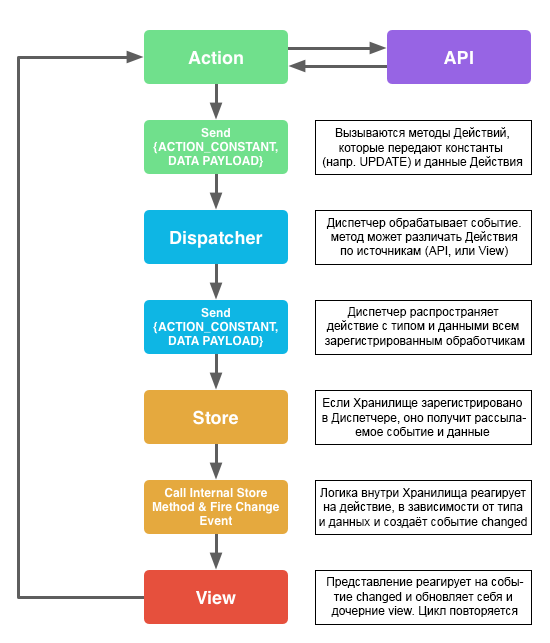 Action
API
Send
{ACTION_CONSTANT,
DATA PAYLOAD}
Вызываются методы Действий,
которые передают константы
(напр. UPDATE) и данные Действия
Dispatcher
Диспетчер обрабатывает событие.
метод может различать Действия
по источникам (API, или View)
Send
{ACTION_CONSTANT,
DATA PAYLOAD}
Диспетчер распространяет
действие с типом и данными всем
зарегистрированным обработчикам
Store
Если Хранилище зарегистрировано
в Диспетчере, оно получит рассыла-
емое событие и данные
Call Internal Store
Method & Fire Change
Event
Логика внутри Хранилища реагирует
на действие, в зависимости от типа
и данных и создаёт событие changed
View
Представление реагирует на собы-
тие changed и обновляет себя и
дочерние view. Цикл повторяется